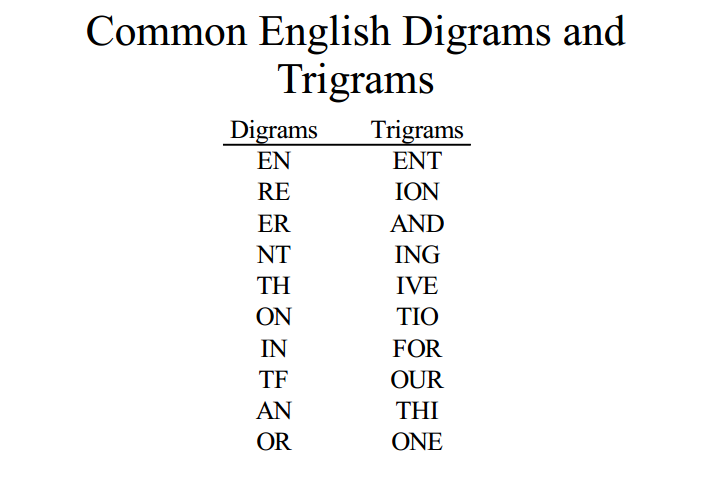 Common English Digrams and
Trigrams
Digrams Trigrams
EN ENT
RE ION
ER AND
NT ING
TH IVE
ON TIO
IN FOR
TF OUR
AN THI
OR ONE